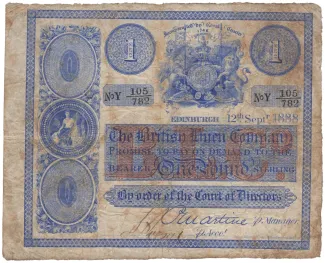 1 1
No Y 105/782 No Y 105/782
EDINBURGH 12th Sept. 1888
The British Linen Company
PROMISE TO PAY ON DEMAND TO THE
BEARER One Pound STERLING
By order of the Court of Directors
Manager